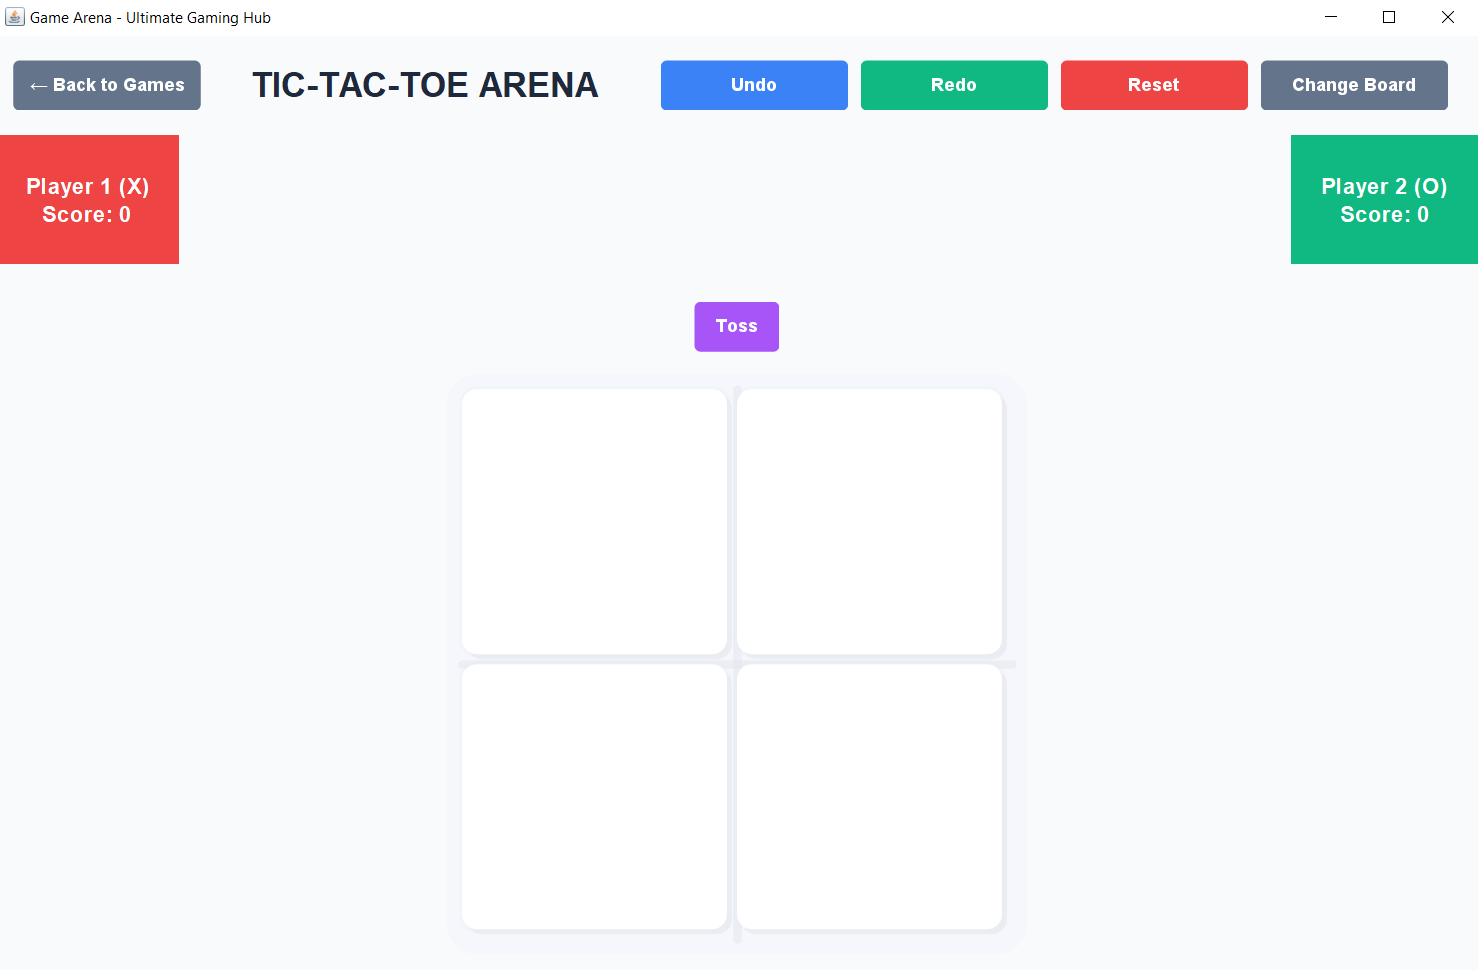 Game Arena - Ultimate Gaming Hub
← Back to Games
TIC-TAC-TOE ARENA
Undo
Redo
Reset
Change Board
Player 1 (X)
Score: 0
Player 2 (O)
Score: 0
Toss